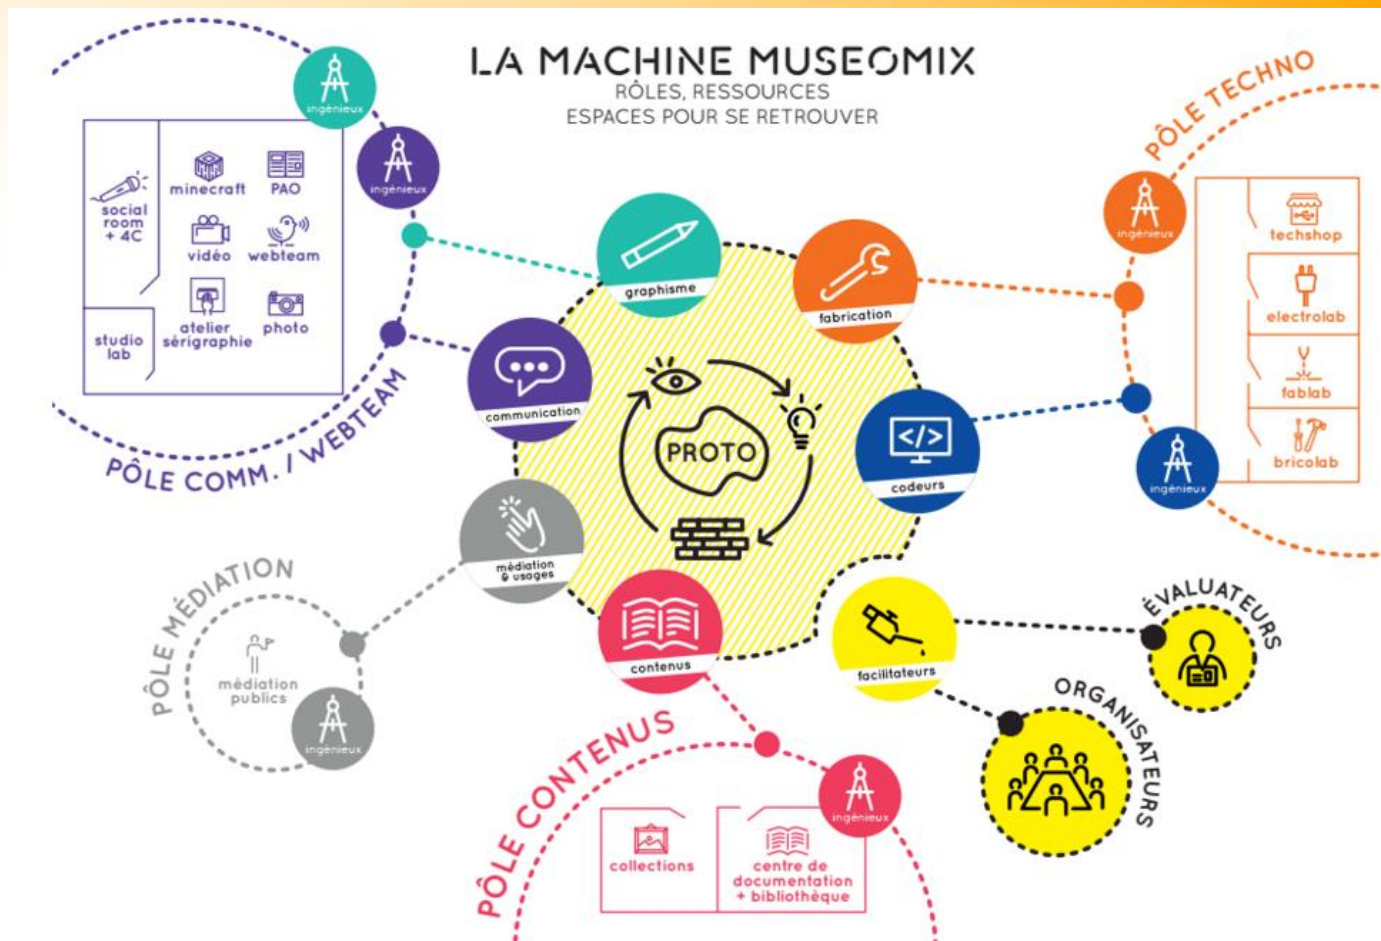 LA MACHINE MUSEOMIX
RÔLES, RESSOURCES
ESPACES POUR SE RETROUVER
ingénieux
ingénieux
social
room
+ 4C
minecraft
PAO
vidéo
webteam
atelier
sérigraphie
photo
studio
lab
PÔLE COMM. / WEBTEAM
graphisme
communication
médiation
& usages
contenus
fabrication
</>
codeurs
facilitateurs
PROTO
PÔLE TECHNO
ingénieux
techshop
electrolab
fablab
bricolab
ingénieux
PÔLE MÉDIATION
médiation
publics
ingénieux
PÔLE CONTENUS
ingénieux
collections
centre de
documentation
+ bibliothèque
ÉVALUATEURS
ORGANISATEURS